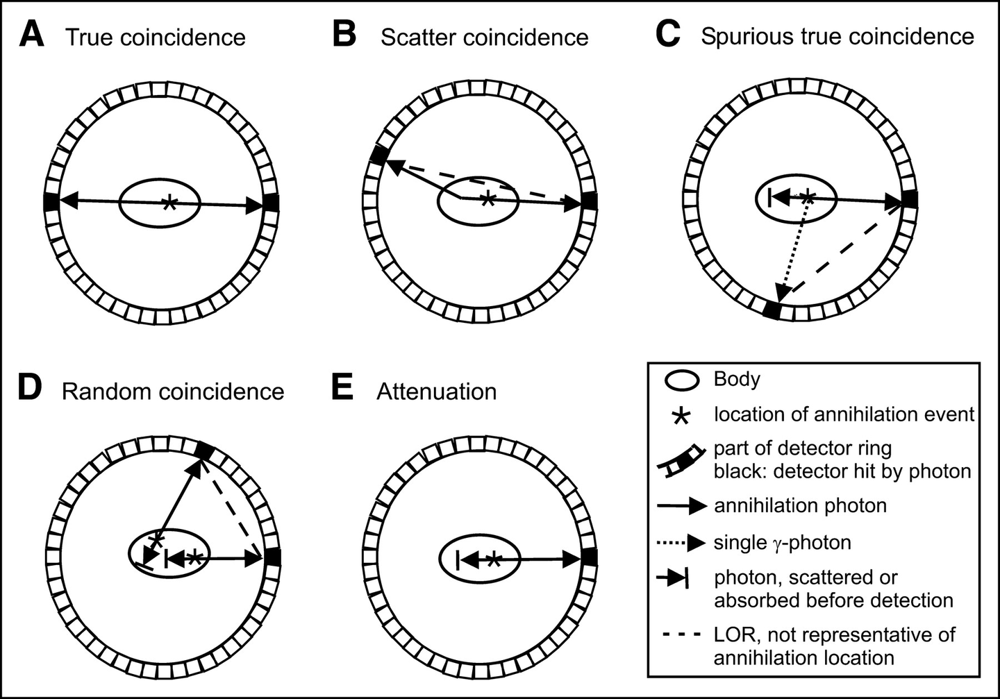 A True coincidence
B Scatter coincidence
C Spurious true coincidence
D Random coincidence
E Attenuation
Body
location of annihilation event
part of detector ring
black: detector hit by photon
annihilation photon
single γ-photon
photon, scattered or
absorbed before detection
LOR, not representative of
annihilation location